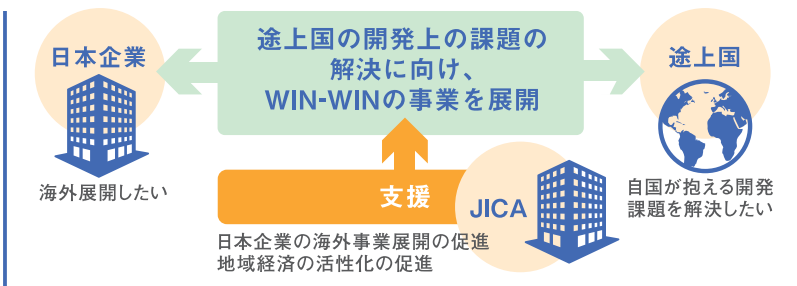 日本企業
海外展開したい
途上国の開発上の課題の
解決に向け、
WIN-WINの事業を展開
途上国
自国が抱える開発
課題を解決したい
支援
JICA
日本企業の海外事業展開の促進
地域経済の活性化の促進